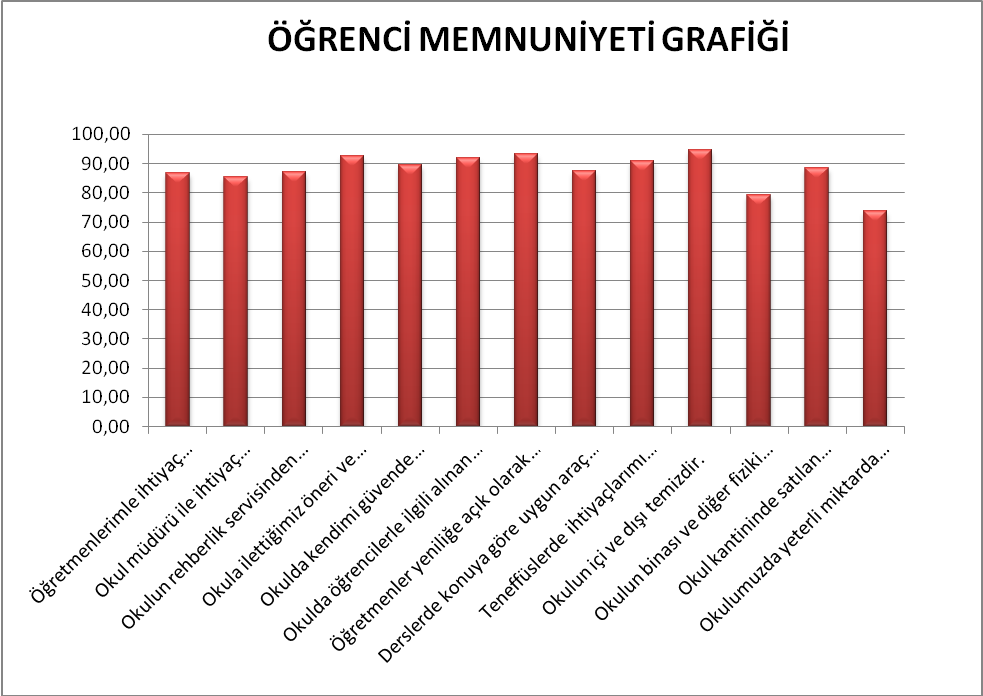 ÖĞRENCİ MEMNUNİYETİ GRAFİĞİ
100,00
90,00
80,00
70,00
60,00
50,00
40,00
30,00
20,00
10,00
0,00
Öğretmenlerimle ihtiyaç...
Okul müdürü ile ihtiyaç...
Okulun rehberlik servisinden...
Okula ilettiğimiz öneri ve...
Okulda kendimi güvende...
Okulda öğrencilerle ilgili alınan...
Öğretmenler yeniliğe açık olarak...
Derslerde konuya göre uygun araç...
Teneffüslerde ihtiyaçlarımı...
Okulun içi ve dışı temizdir.
Okulun binası ve diğer fiziki...
Okul kantininde satılan...
Okulumuzda yeterli miktarda...